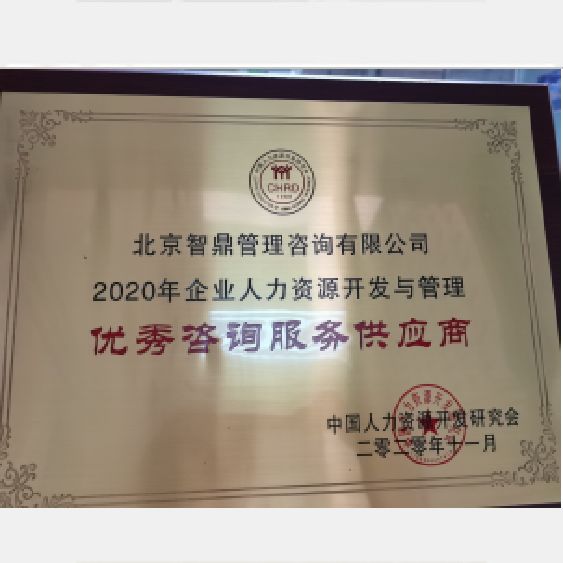 CHRD
北京智鼎管理咨询有限公司
2020年企业人力资源开发与管理
优秀咨询服务供应商
中国人力资源开发研究会
二零二零年十一月